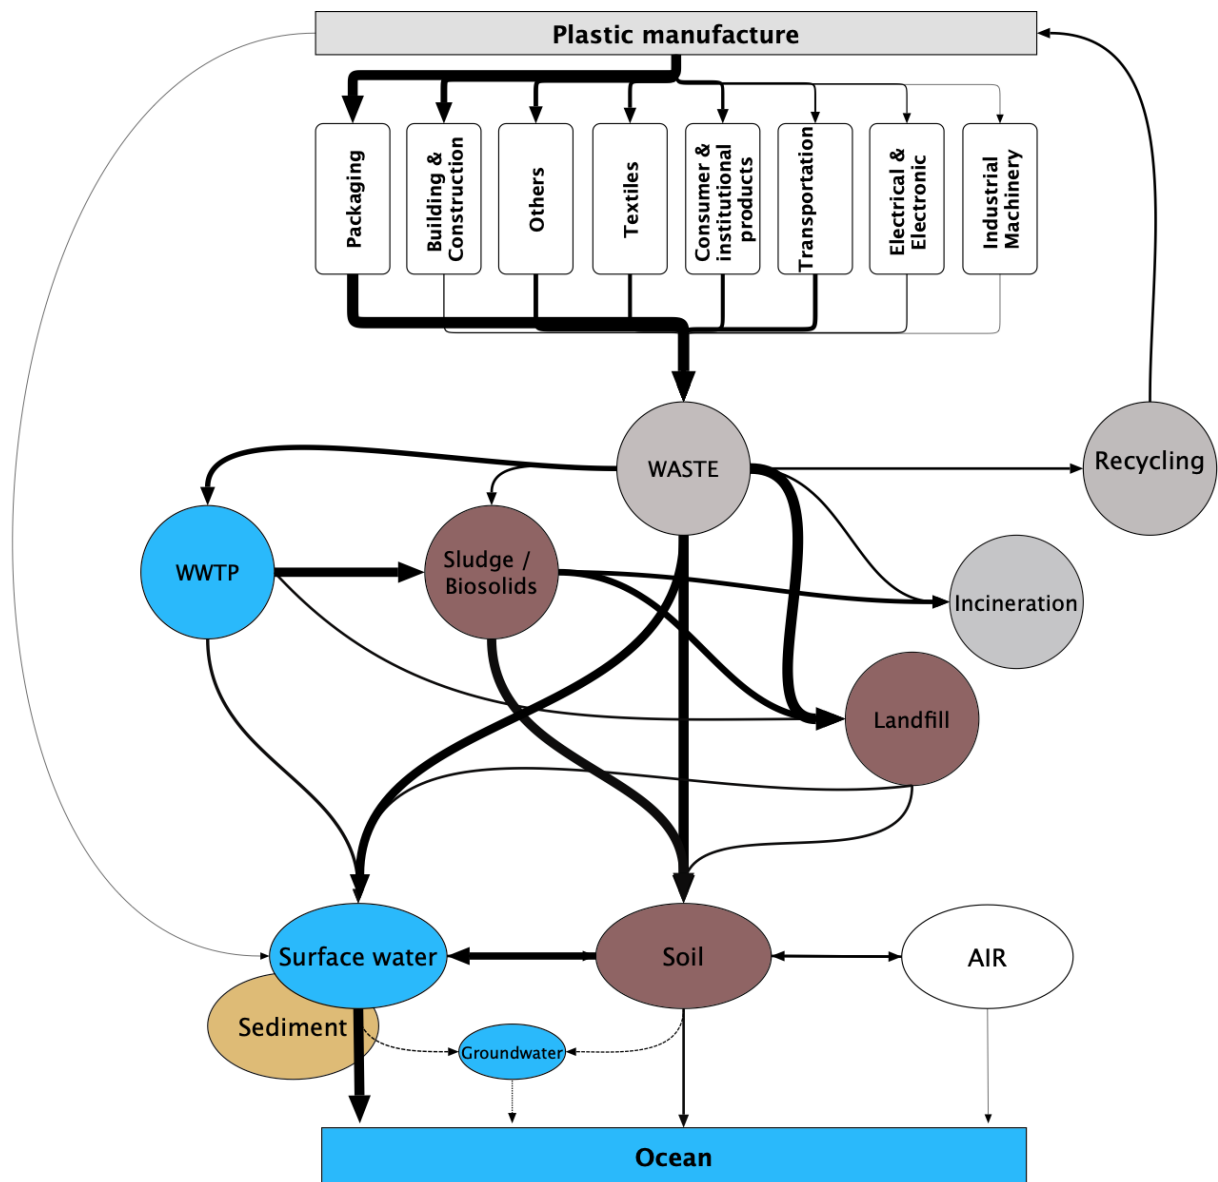 Plastic manufacture
Packaging
Building &
Construction
Others
Textiles
Consumer &
institutional
products
Transportation
Electrical &
Electronic
Industrial
Machinery
WASTE
Recycling
WWTP
Sludge /
Biosolids
Incineration
Landfill
Surface water
Soil
AIR
Sediment
Groundwater
Ocean